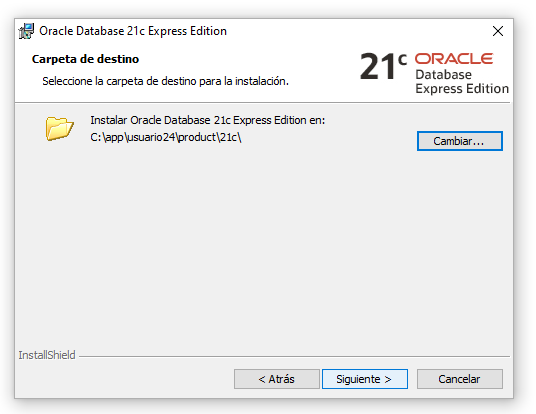 Oracle Database 21c Express Edition
Carpeta de destino
Seleccione la carpeta de destino para la instalación.
21c ORACLE
Database
Express Edition
Instalar Oracle Database 21c Express Edition en:
C:\app\usuario24\product\21c\
Cambiar...
InstallShield
< Atrás Siguiente > Cancelar